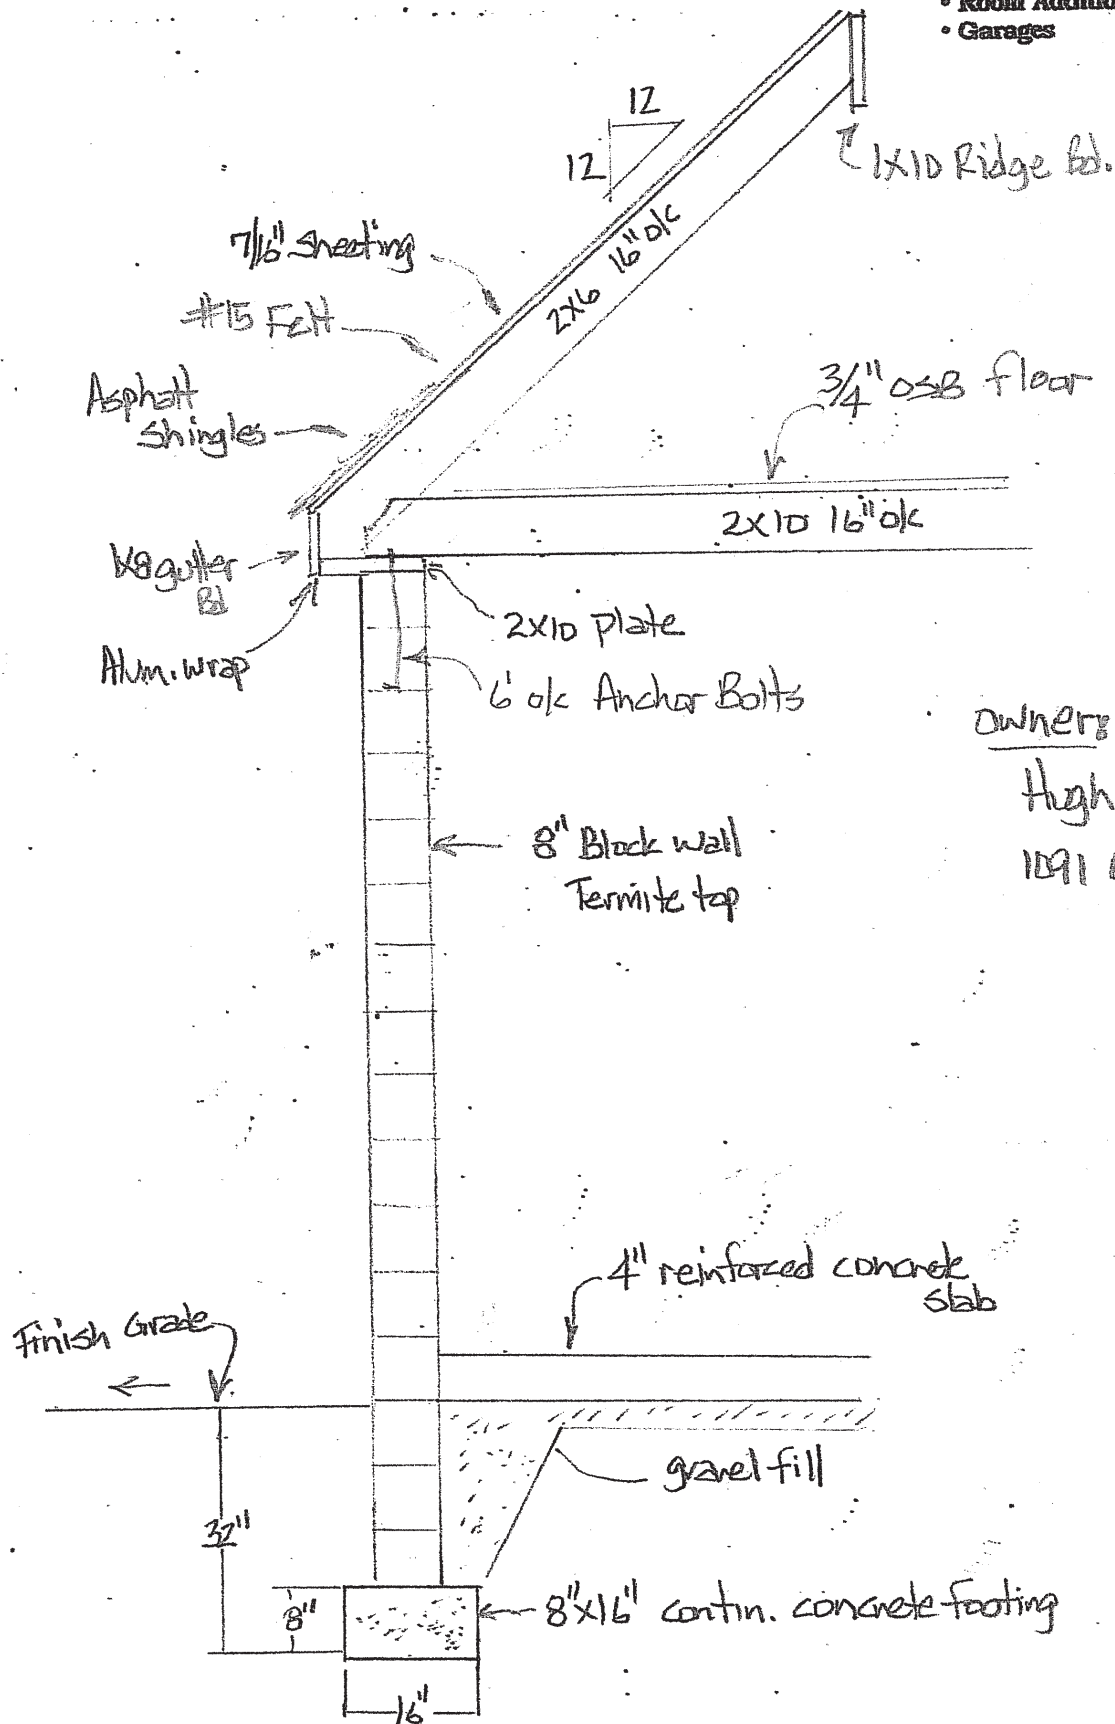 • Garages
12
12
1X10 Ridge Bd.
7/16" Sheeting
2X6 16" o/c
#15 Felt
3/4" OSB floor
Asphalt
Shingles
2X10 16" o/c
1X8 gutter
Bd
2X10 plate
Alum. wrap
6' o/c Anchor Bolts
Owner:
Hugh
8" Block wall
1091
Termite top
4" reinforced concrete
slab
Finish Grade
gravel fill
32"
8"
8"X16" contin. concrete footing
16"